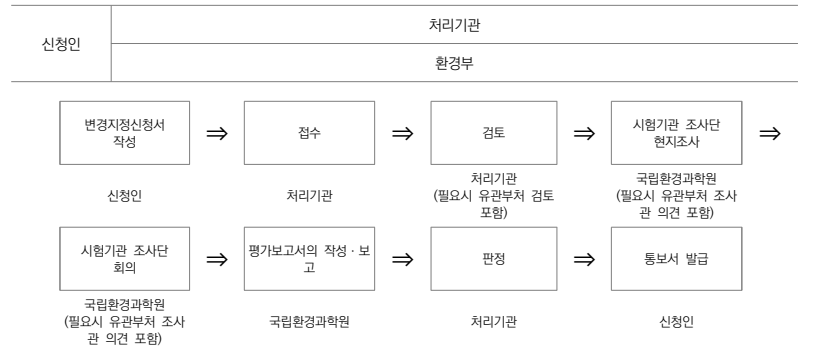 신청인
처리기관
환경부
변경지정신청서
작성
⇒
접수
⇒
검토
⇒
시험기관 조사단
현지조사
⇒
신청인
처리기관
처리기관
(필요시 유관부처 검토
포함)
국립환경과학원
(필요시 유관부처 조사
관 의견 포함)
시험기관 조사단
회의
⇒
평가보고서의 작성·보
고
⇒
판정
⇒
통보서 발급
국립환경과학원
(필요시 유관부처 조사
관 의견 포함)
국립환경과학원
처리기관
신청인